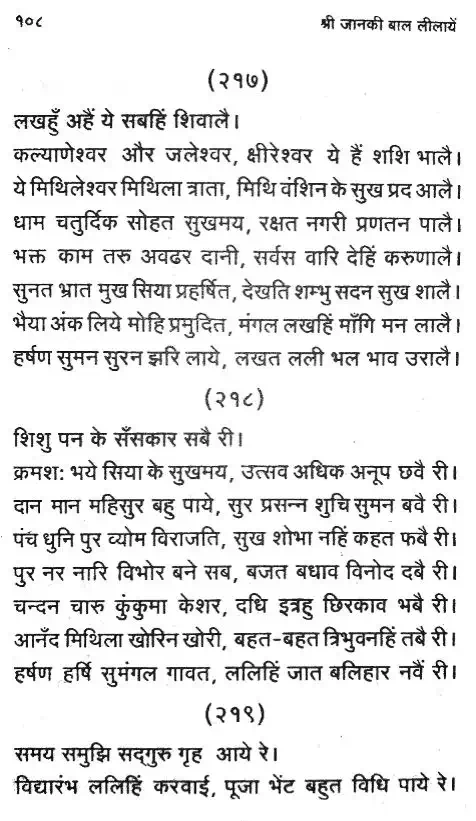 १०८ श्री जानकी बाल लीलायें
(२१७)
लखहुँ अहैं ये सबहिं शिवालै।
कल्याणेश्वर और जलेश्वर, क्षीरेश्वर ये हैं शशि भालै।
ये मिथिलेश्वर मिथिला त्राता, मिथि वंशिन के सुख प्रद आलै।
धाम चतुर्दिक सोहत सुखमय, रक्षत नगरी प्रणतन पालै।
भक्त काम तरु अवढर दानी, सर्वस वारि देहिं करुणालै।
सुनत भ्रात मुख सिया प्रहर्षित, देखति शम्भु सदन सुख शालै।
भैया अंक लिये मोहि प्रमुदित, मंगल लखहिं माँगि मन लालै।
हर्षण सुमन सुरन झरि लाये, लखत लली भल भाव उरालै।
(२१८)
शिशु पन के सँसकार सबै री।
क्रमशः भये सिया के सुखमय, उत्सव अधिक अनूप छवै री।
दान मान महिसुर बहु पाये, सुर प्रसन्न शुचि सुमन बवै री।
पंच धुनि पुर व्योम विराजति, सुख शोभा नहिं कहत फबै री।
पुर नर नारि विभोर बने सब, बजत बधाव विनोद दबै री।
चन्दन चारु कुंकुमा केशर, दधि इत्रहु छिरकाव भबै री।
आनँद मिथिला खोरिन खोरी, बहत-बहत त्रिभुवनहिं तबै री।
हर्षण हर्षि सुमंगल गावत, ललिहिं जात बलिहार नवैं री।
(२१९)
समय समुझि सद्‌गुरु गृह आये रे।
विद्यारंभ ललिहिं करवाई, पूजा भेंट बहुत विधि पाये रे।